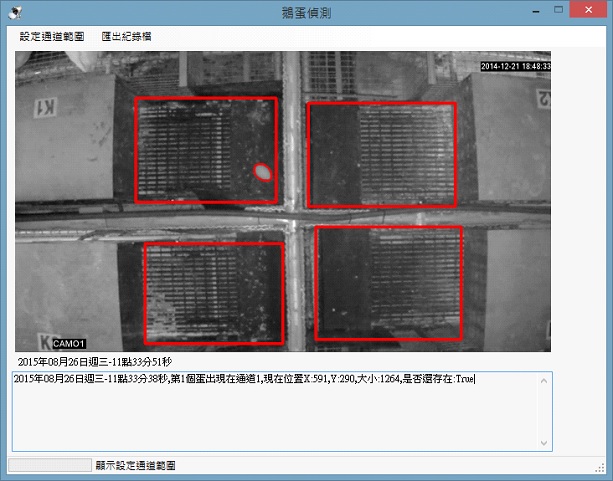 鵝蛋偵測
設定通道範圍 匯出紀錄檔
2014-12-21 18:48:33
K1
CAMO1
2015年08月26日週三-11點33分51秒
2015年08月26日週三-11點33分38秒,第1個蛋出現在通道1,現在位置X:591,Y:290,大小:1264,是否還存在:True
顯示設定通道範圍